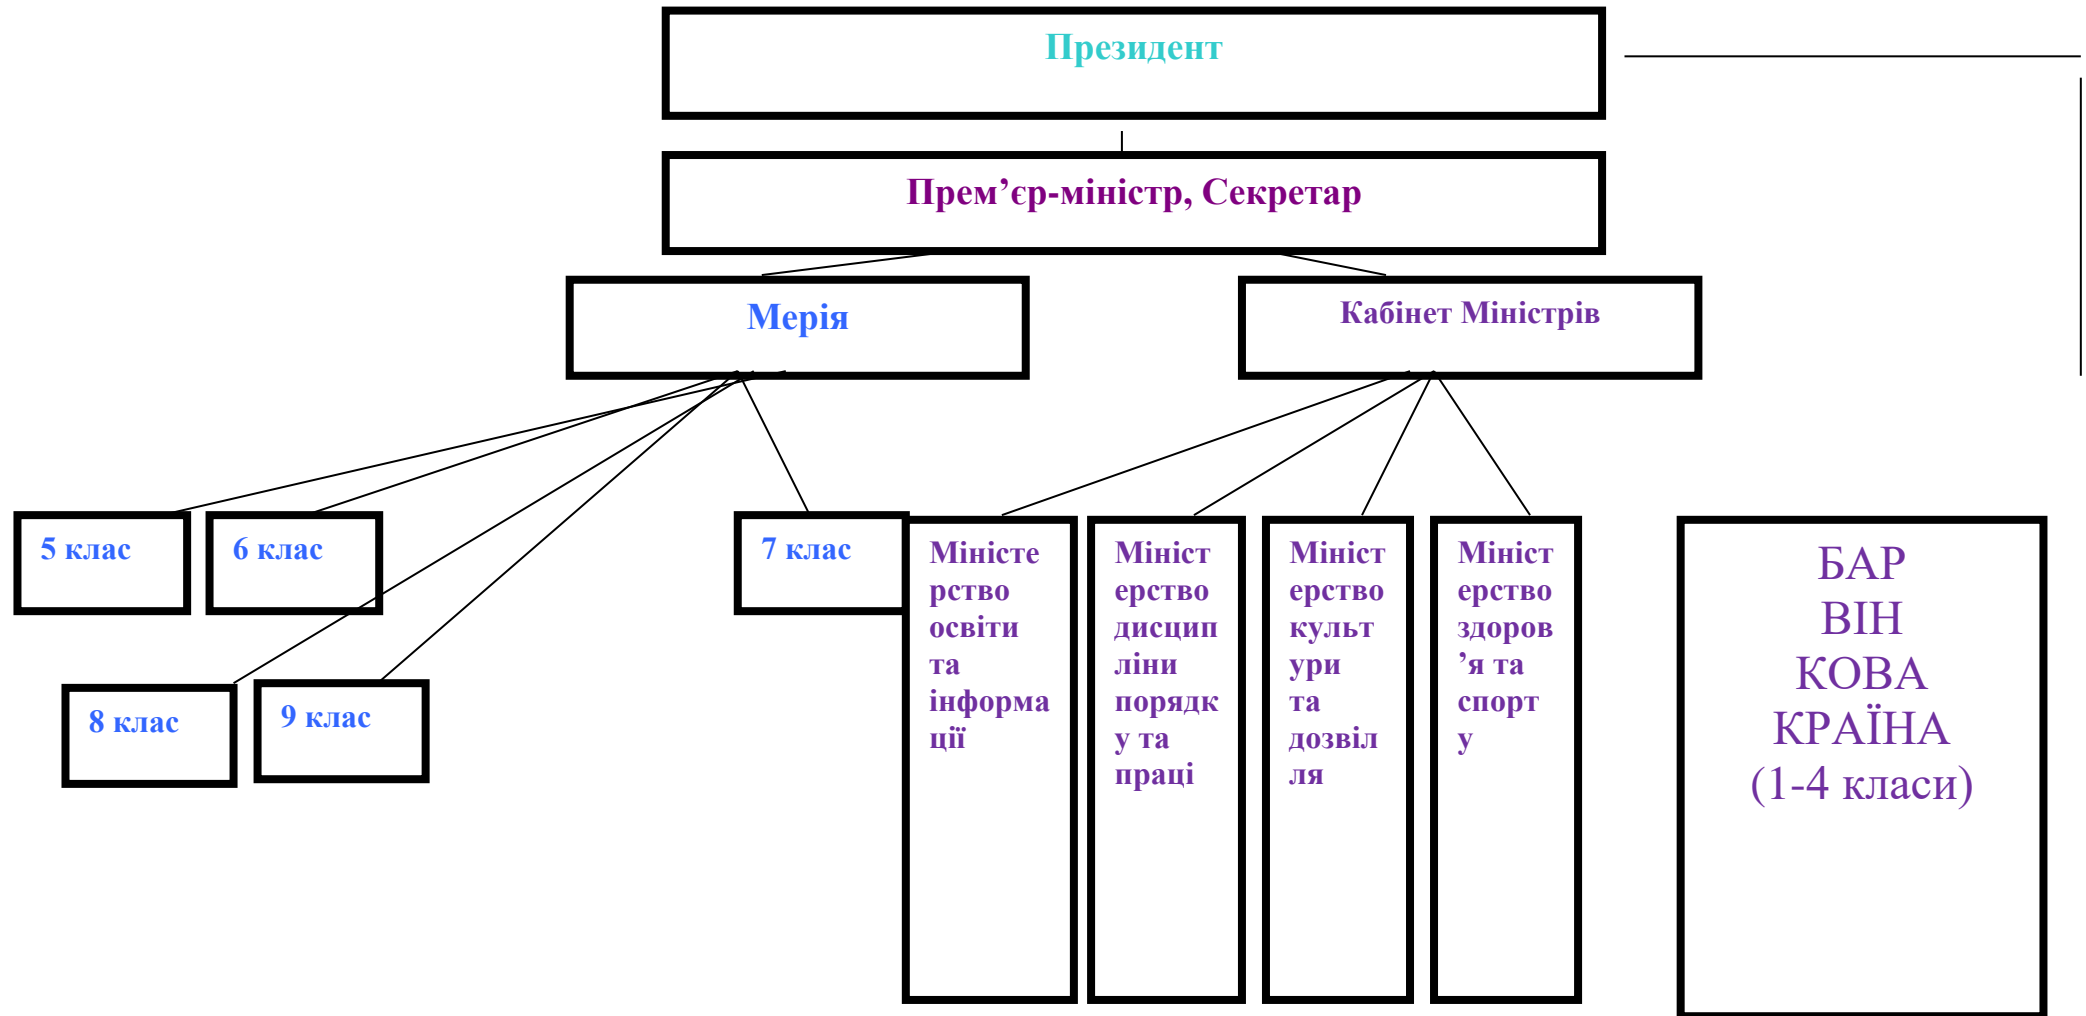 Президент
Прем’єр-міністр, Секретар
Мерія
Кабінет Міністрів
5 клас
6 клас
7 клас
8 клас
9 клас
Міністе
рство
освіти
та
інформа
ції
Мініст
ерство
дисцип
ліни
порядк
у та
праці
Мініст
ерство
культ
ури
та
дозвіл
ля
Мініст
ерство
здоров
’я та
спорт
у
БАР
ВІН
КОВА
КРАЇНА
(1-4 класи)